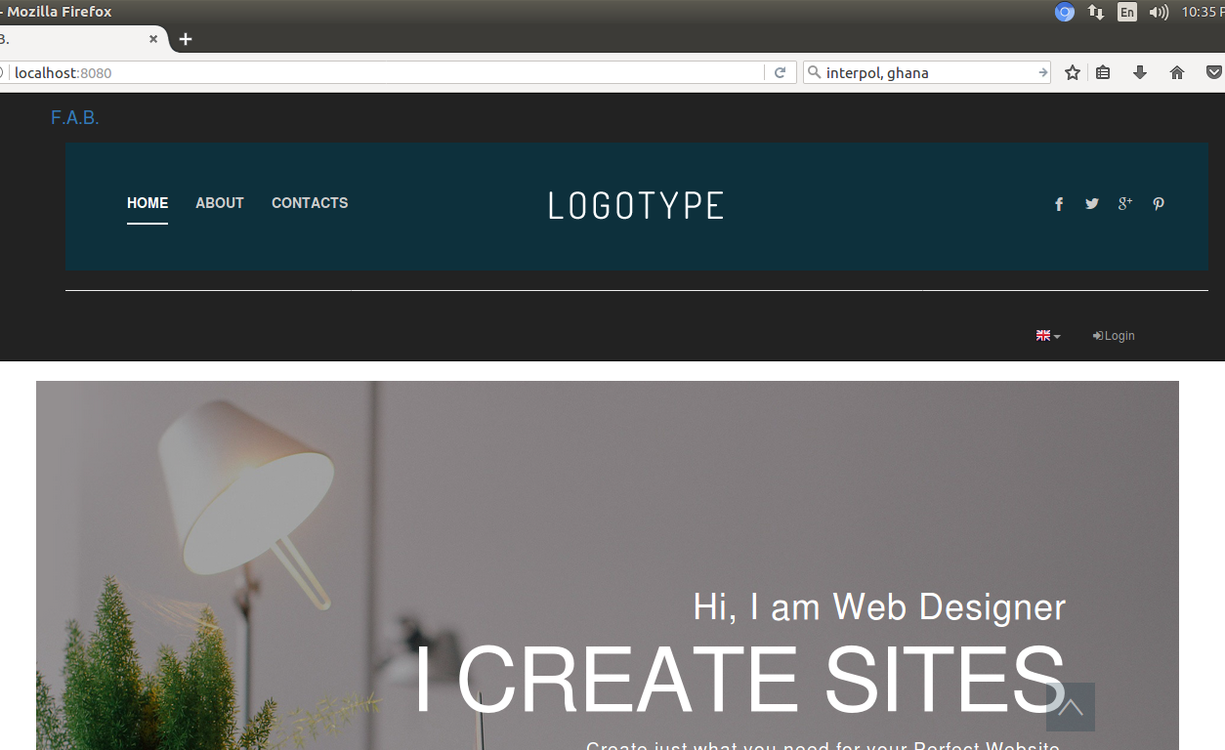 - Mozilla Firefox
En
10:35 P
B.
localhost:8080
interpol, ghana
F.A.B.
HOME ABOUT CONTACTS
LOGOTYPE
Login
Hi, I am Web Designer
I CREATE SITES
Create just what you need for your Perfect Website